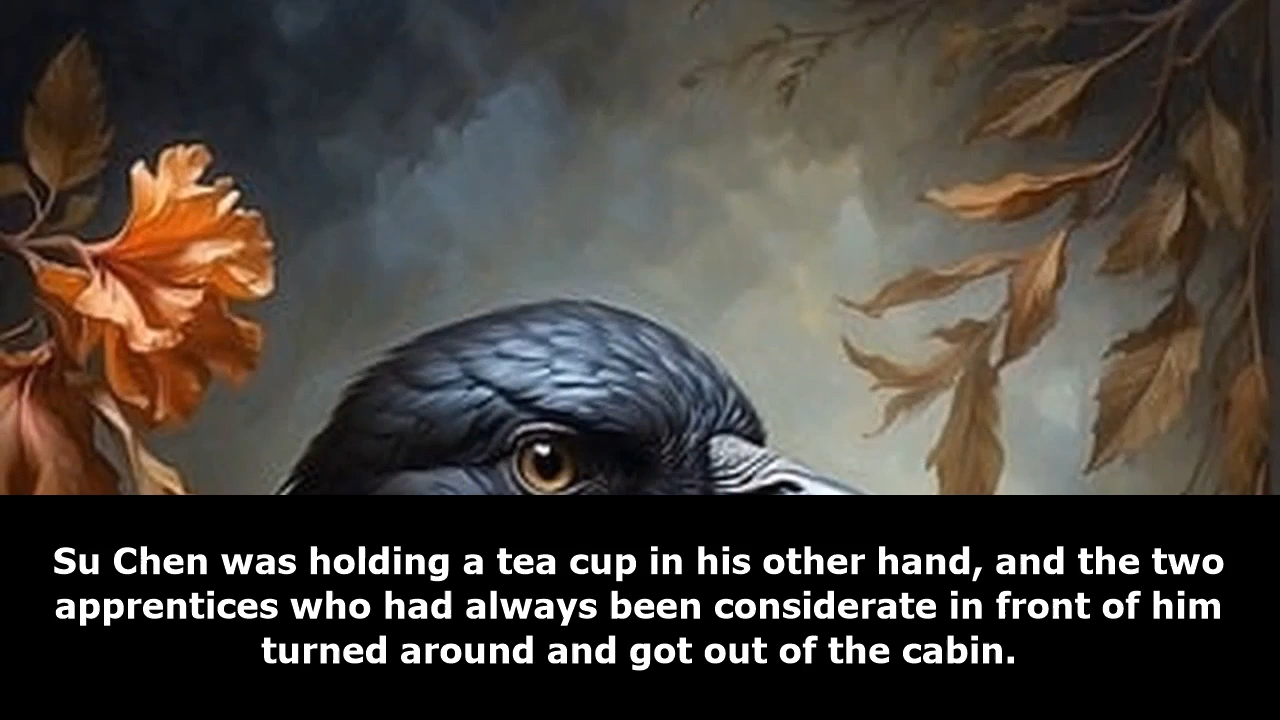 Su Chen was holding a tea cup in his other hand, and the two
apprentices who had always been considerate in front of him
turned around and got out of the cabin.